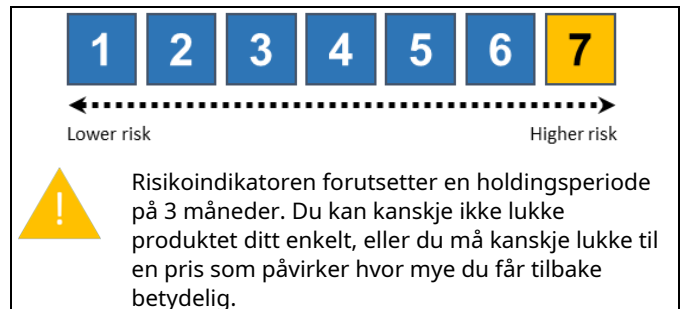 1 2 3 4 5 6 7
Lower risk Higher risk
! Risikoindikatoren forutsetter en holdingsperiode
på 3 måneder. Du kan kanskje ikke lukke
produktet ditt enkelt, eller du må kanskje lukke til
en pris som påvirker hvor mye du får tilbake
betydelig.